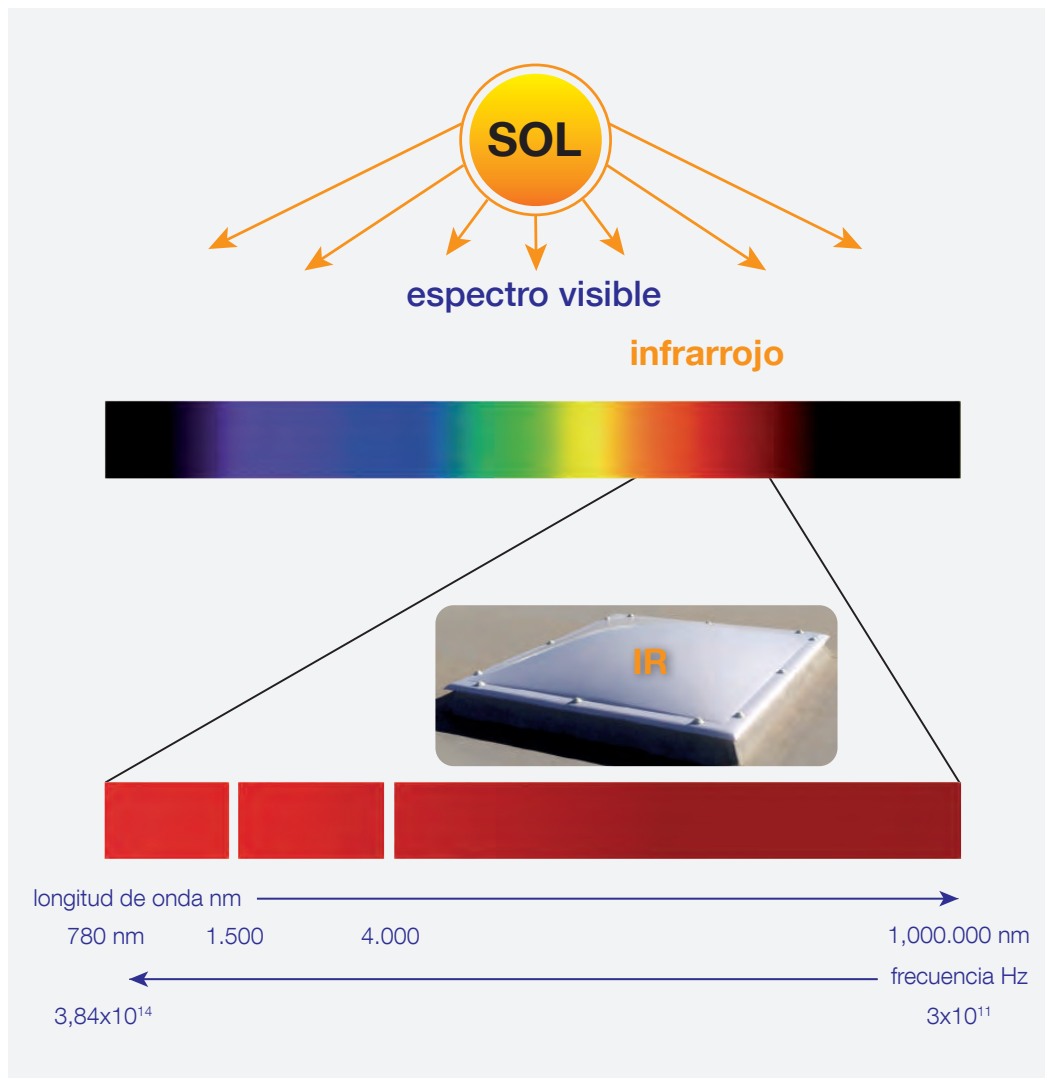 SOL
espectro visible
infrarrojo
IR
longitud de onda nm
780 nm 1.500 4.000 1,000.000 nm
frecuencia Hz
3,84x10¹⁴ 3x10¹¹